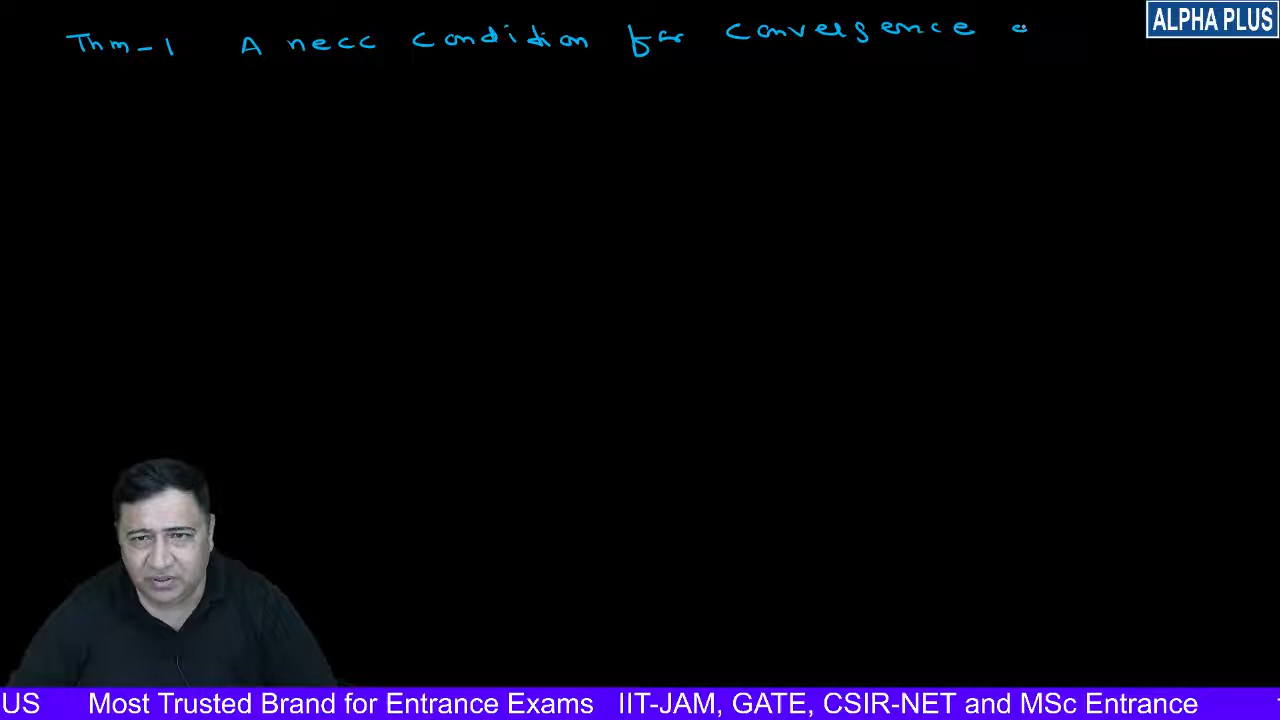 Thm-1 A necc condition for convergence o
ALPHA PLUS
US Most Trusted Brand for Entrance Exams IIT-JAM, GATE, CSIR-NET and MSc Entrance